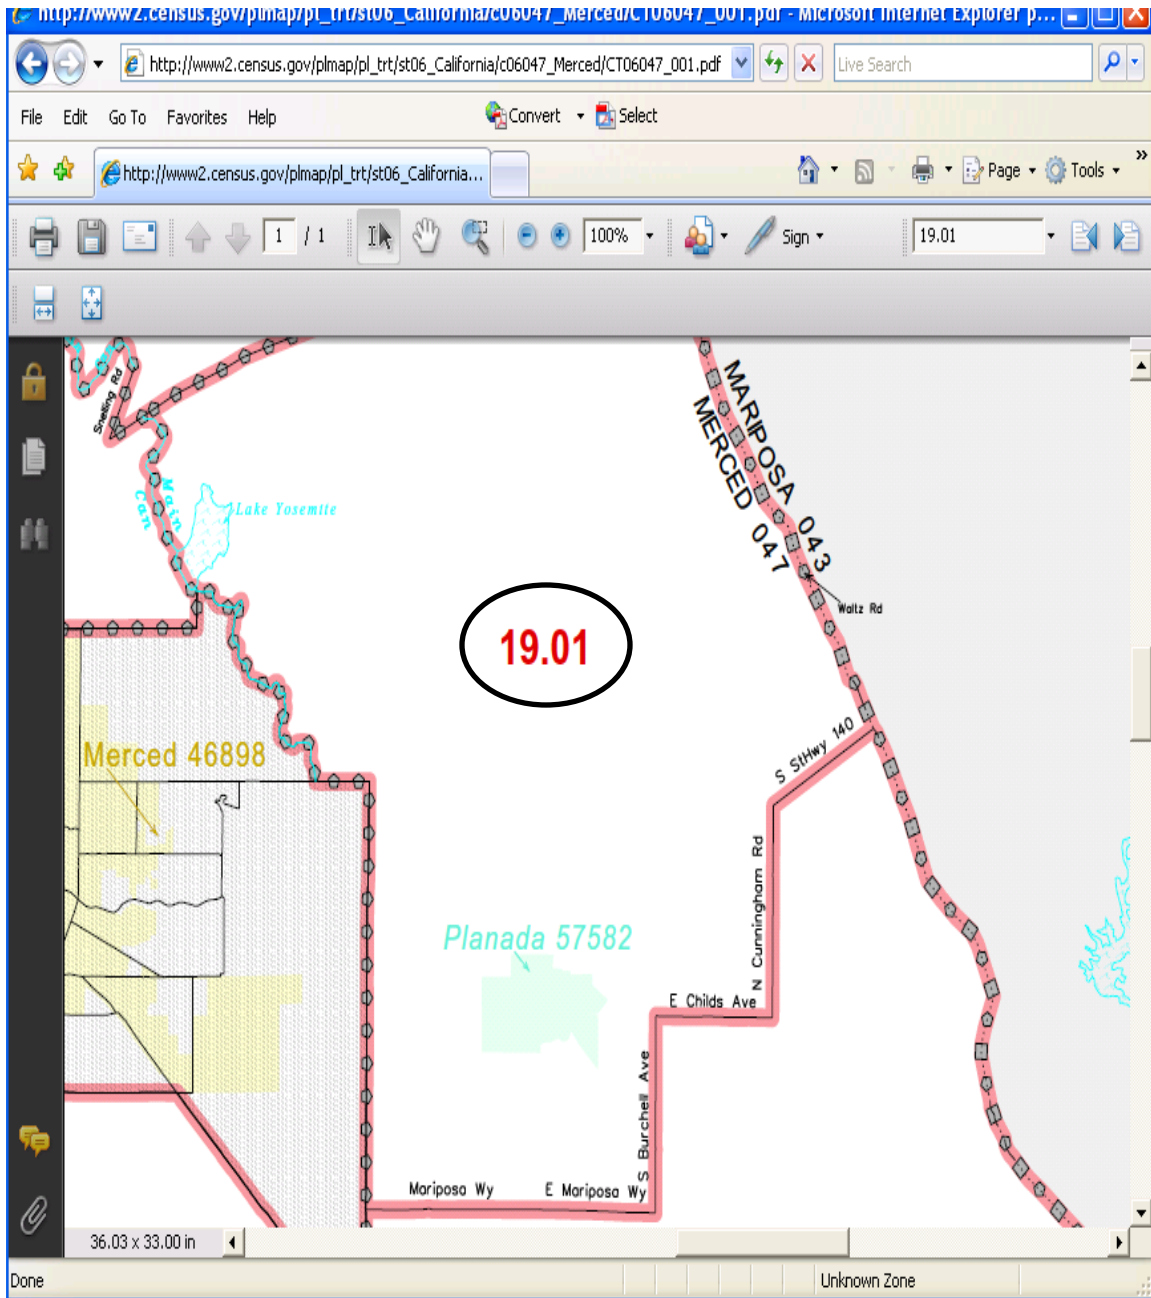 http://www2.census.gov/plmap/pl_trt/st06_California/c06047_Merced/CT06047_001.pdf - Microsoft Internet Explorer p...
http://www2.census.gov/plmap/pl_trt/st06_California/c06047_Merced/CT06047_001.pdf Live Search
File Edit Go To Favorites Help Convert Select
http://www2.census.gov/plmap/pl_trt/st06_California... Page Tools »
1 / 1 100% Sign 19.01
Snelling Rd
MARIPOSA 043
MERCED 047
Main
Can
Lake Yosemite
Waltz Rd
19.01
S StHwy 140
Merced 46898
N Cunningham Rd
Planada 57582
E Childs Ave
S Burchell Ave
Mariposa Wy E Mariposa Wy
36.03 x 33.00 in
Done Unknown Zone